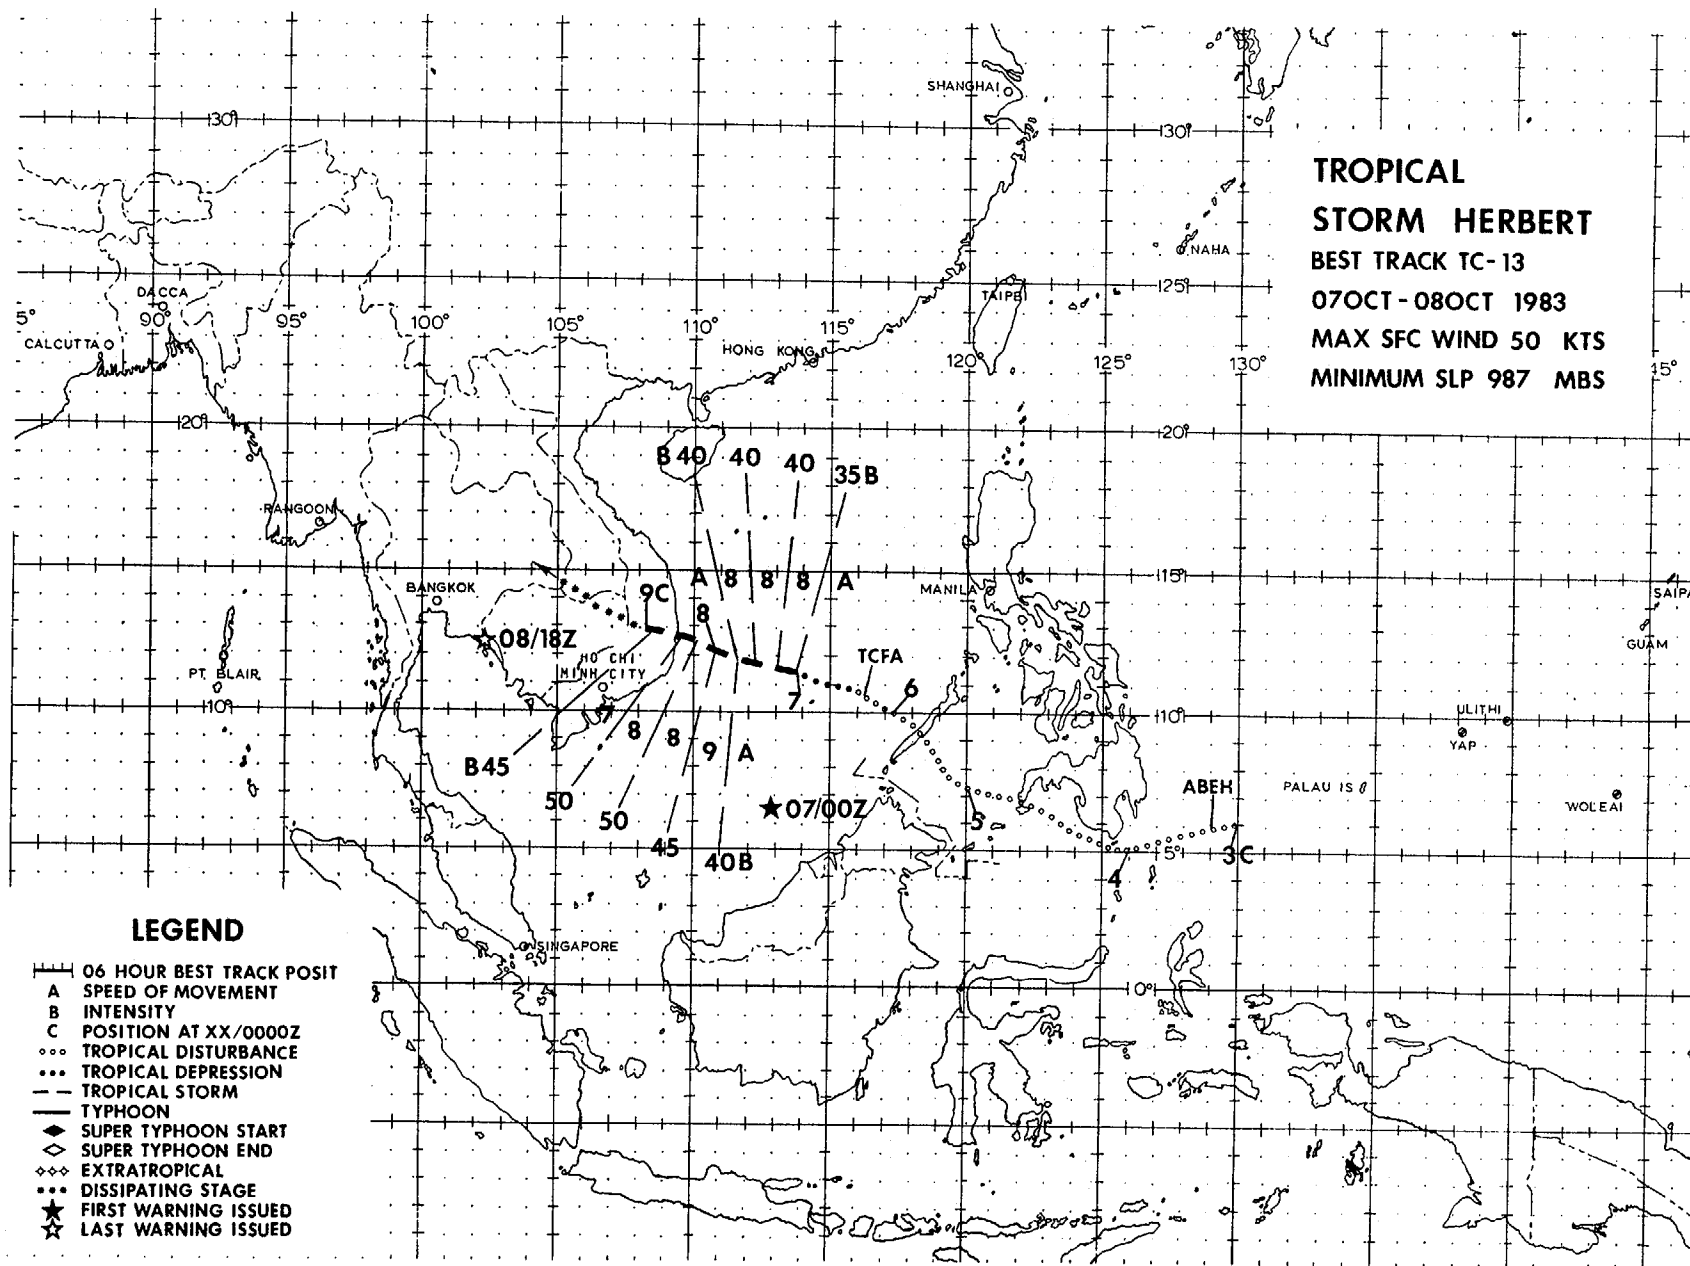 SHANGHAI
30°
30°
TROPICAL
STORM HERBERT
BEST TRACK TC-13
07OCT-08OCT 1983
MAX SFC WIND 50 KTS
MINIMUM SLP 987 MBS
NAHA
DACCA
TAIPEI
25°
5°
90°
95°
100°
105°
110°
115°
120°
125°
130°
CALCUTTA
HONG KONG
20°
20°
B 40
40
40
35 B
RANGOON
A
8
8
8
A
15°
BANGKOK
9C
8
MANILA
GUAM
08/18Z
HO CHI
MINH CITY
TCFA
PT BLAIR
6
7
10°
10°
ULITHI
YAP
8
8
9
A
B45
50
50
45
40B
07/00Z
5
ABEH
PALAU IS
WOLEAI
5°
3C
4
SINGAPORE
0°
LEGEND
06 HOUR BEST TRACK POSIT
A SPEED OF MOVEMENT
B INTENSITY
C POSITION AT XX/0000Z
TROPICAL DISTURBANCE
TROPICAL DEPRESSION
TROPICAL STORM
TYPHOON
SUPER TYPHOON START
SUPER TYPHOON END
EXTRATROPICAL
DISSIPATING STAGE
FIRST WARNING ISSUED
LAST WARNING ISSUED